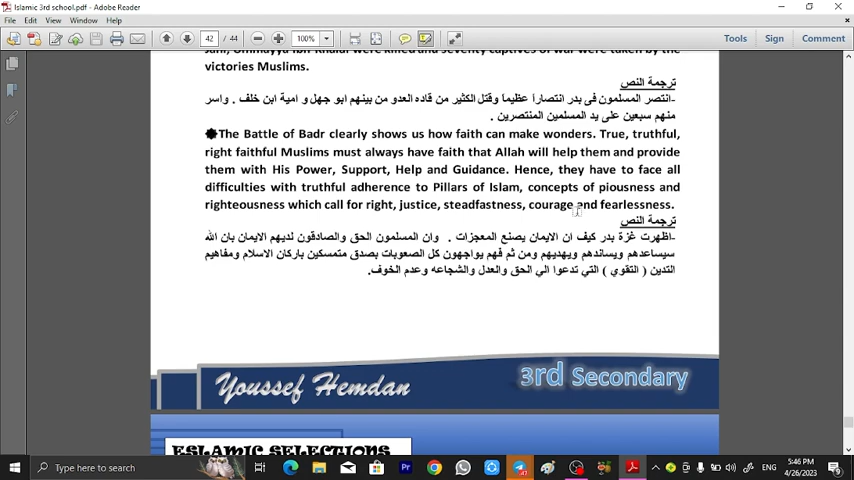 Islamic 3rd school.pdf - Adobe Reader
File Edit View Window Help
42 / 44 100% Tools Sign Comment
victories Muslims.
ترجمة النص
-انتصر المسلمون فى بدر انتصاراً عظيماً وقتل الكثير من قاده العدو من بينهم ابو جهل و امية ابن خلف . واسر
منهم سبعين على يد المسلمين المنتصرين .
The Battle of Badr clearly shows us how faith can make wonders. True, truthful,
right faithful Muslims must always have faith that Allah will help them and provide
them with His Power, Support, Help and Guidance. Hence, they have to face all
difficulties with truthful adherence to Pillars of Islam, concepts of piousness and
righteousness which call for right, justice, steadfastness, courage and fearlessness.
ترجمة النص
-اظهرت غزة بدر كيف ان الايمان يصنع المعجزات . وان المسلمون الحق والصادقون لديهم الايمان بان الله
سيساعدهم ويساندهم ويهديهم ومن ثم فهم يواجهون كل الصعوبات بصدق متمسكين باركان الاسلام ومفاهيم
التدين ( التقوي ) التي تدعوا الي الحق والعدل والشجاعه وعدم الخوف.
Youssef Hemdan
3rd Secondary
ESLAMIC SELECTIONS
Type here to search
ENG
5:46 PM
4/26/2023